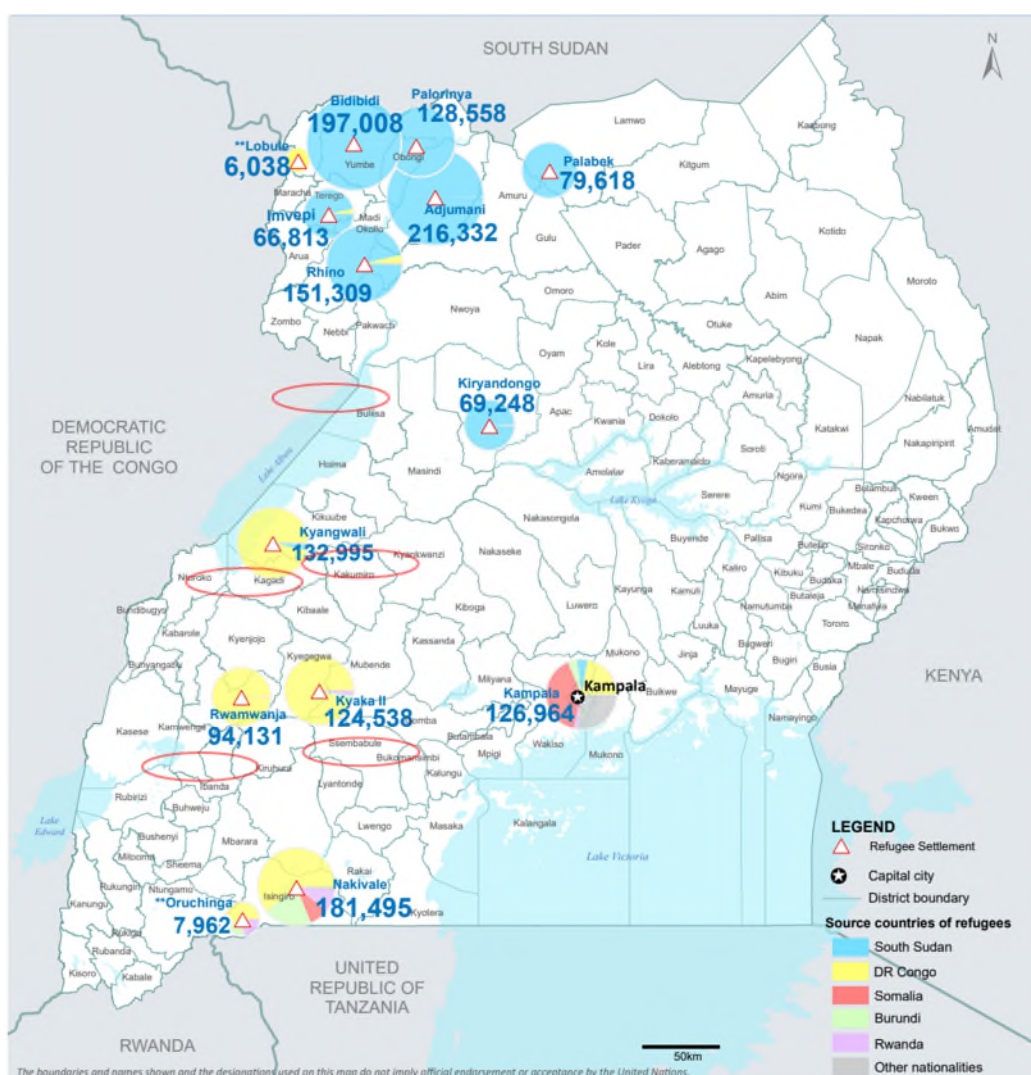 N
SOUTH SUDAN
Bidibidi
197,008
Palorinya
128,558
Lamwo
Kaabong
**Lobule
6,038
Yumbe
Obongi
Palabek
79,618
Kitgum
Maracha
Terego
Imvepi
66,813
Madi
Okollo
Adjumani
216,332
Amuru
Gulu
Pader
Agago
Kotido
Arua
Rhino
151,309
Omoro
Abim
Moroto
Zombo
Nebbi
Pakwach
Nwoya
Otuke
Napak
Oyam
Kole
Lira
Alebtong
Kapelebyong
Kiryandongo
69,248
Apac
Kwania
Dokolo
Amuria
Nabilatuk
DEMOCRATIC
REPUBLIC
OF THE CONGO
Buliisa
Soroti
Katakwi
Nakapiripirit
Amudat
Lake Albert
Hoima
Masindi
Amolatar
Kaberamaido
Lake Kyoga
Serere
Ngora
Kumi
Bukedea
Bulambuli
Kween
Kapchorwa
Bukwo
Kikuube
Kyangwali
132,995
Kyankwanzi
Nakasongola
Nakaseke
Buyende
Pallisa
Butebo
Sironko
Mbale
Bududa
Ntoroko
Kagadi
Kakumiro
Kaliro
Kibuku
Budaka
Namisindwa
Bundibugyo
Kibaale
Kiboga
Luwero
Kayunga
Kamuli
Namutumba
Butaleja
Manafwa
Kabarole
Kyenjojo
Luuka
Tororo
Bunyangabu
Kyegegwa
Mubende
Kassanda
Mukono
Jinja
Bugweri
Bugiri
Busia
KENYA
Mityana
Kampala
Kampala
126,964
Buikwe
Mayuge
Rwamwanja
94,131
Kyaka II
124,538
Namayingo
Kasese
Kamwenge
Butambala
Wakiso
Mukono
Ssembabule
Bukomansimbi
Mpigi
Kiruhura
Kalungu
Ibanda
Rubirizi
Lyantonde
Buhweju
Lake
Edward
Bushenyi
Mbarara
Lwengo
Masaka
Kalangala
Lake Victoria
Mitooma
Sheema
Rukungiri
Ntungamo
Rakai
Isingiro
Nakivale
181,495
Kanungu
**Oruchinga
7,962
Kyotera
Rukiga
Rubanda
Kisoro
Kabale
UNITED
REPUBLIC OF
TANZANIA
RWANDA
LEGEND
Refugee Settlement
Capital city
District boundary
Source countries of refugees
South Sudan
DR Congo
Somalia
Burundi
Rwanda
Other nationalities
50km
The boundaries and names shown and the designations used on this map do not imply official endorsement or acceptance by the United Nations.